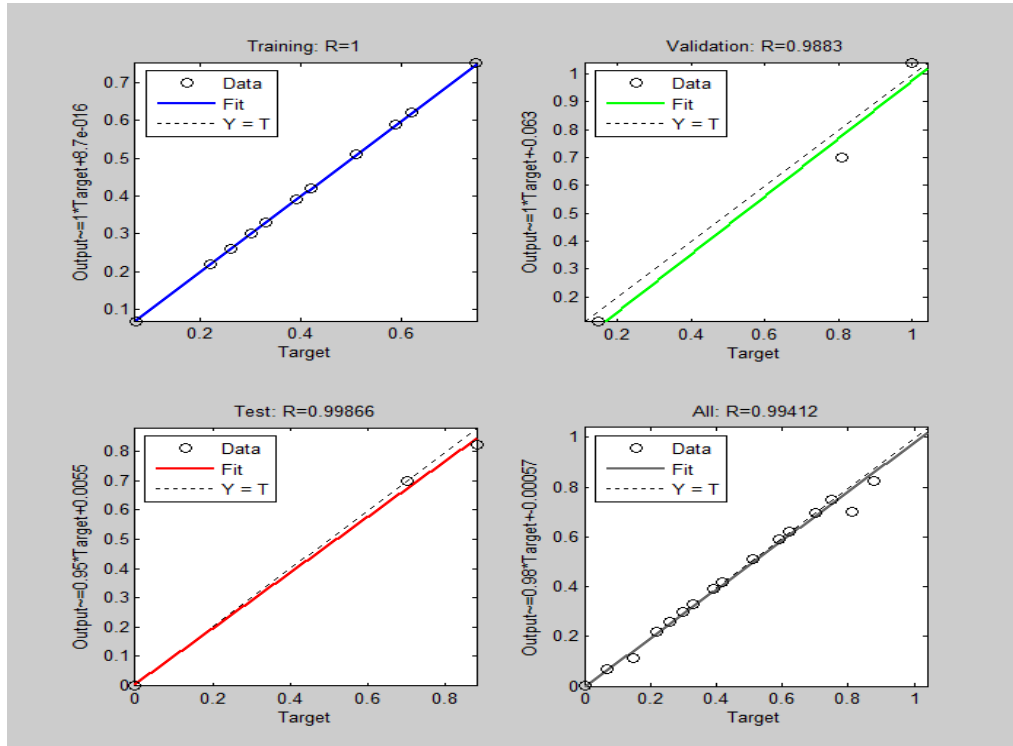 Training: R=1
Output~=1*Target+8.7e-016
0.7
0.6
0.5
0.4
0.3
0.2
0.1
Data
Fit
Y = T
0.2
0.4
0.6
Target
Validation: R=0.9883
Output~=1*Target+-0.063
1
0.9
0.8
0.7
0.6
0.5
0.4
0.3
0.2
Data
Fit
Y = T
0.2
0.4
0.6
0.8
1
Target
Test: R=0.99866
Output~=0.95*Target+0.0055
0.8
0.7
0.6
0.5
0.4
0.3
0.2
0.1
0
Data
Fit
Y = T
0
0.2
0.4
0.6
0.8
Target
All: R=0.99412
Output~=0.98*Target+-0.00057
1
0.8
0.6
0.4
0.2
0
Data
Fit
Y = T
0
0.2
0.4
0.6
0.8
1
Target